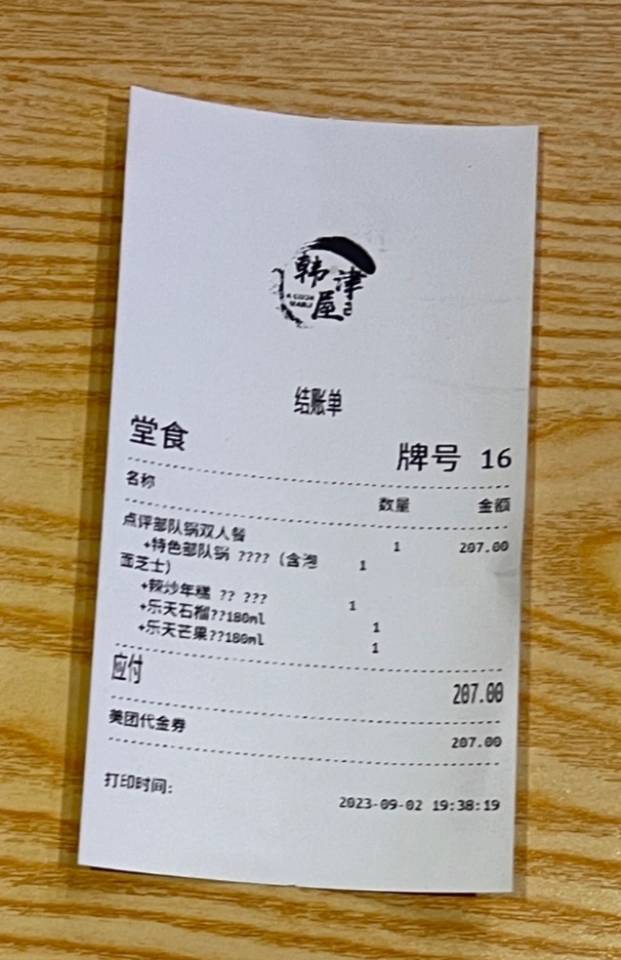 韩津
屋
结账单
堂食 牌号 16
名称 数量 金额
点评部队锅双人餐 1 207.00
+特色部队锅 ???? (含泡 1
面芝士)
+辣炒年糕 ?? ??? 1
+乐天石榴??180ml 1
+乐天芒果??180ml 1
应付 207.00
美团代金券 207.00
打印时间: 2023-09-02 19:38:19